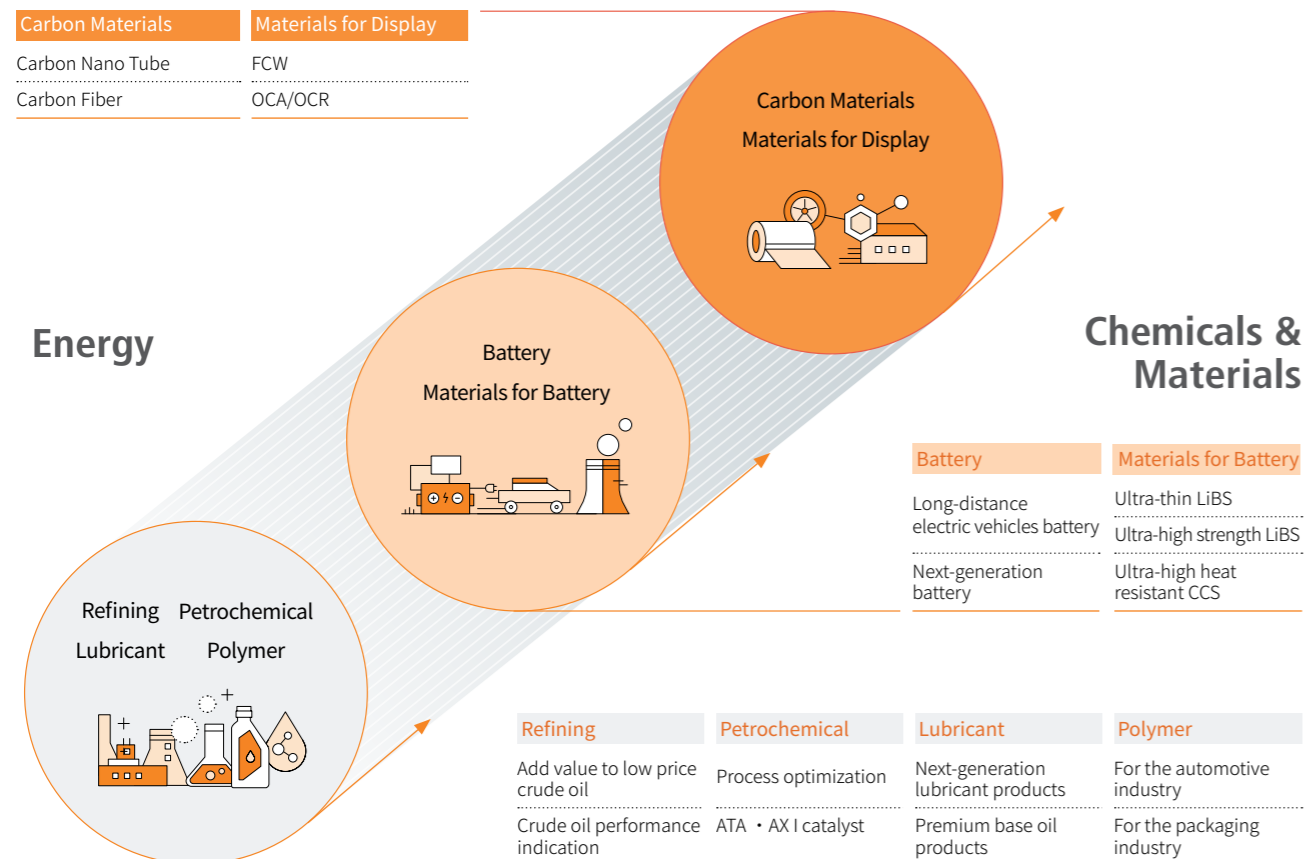 Carbon Materials
Materials for Display
Carbon Nano Tube
FCW
Carbon Fiber
OCA/OCR
Carbon Materials
Materials for Display
Energy
Chemicals &
Materials
Battery
Materials for Battery
Battery
Materials for Battery
Long-distance
electric vehicles battery
Ultra-thin LiBS
Ultra-high strength LiBS
Next-generation
battery
Ultra-high heat
resistant CCS
Refining Petrochemical
Lubricant Polymer
Refining
Petrochemical
Lubricant
Polymer
Add value to low price
crude oil
Process optimization
Next-generation
lubricant products
For the automotive
industry
Crude oil performance
indication
ATA・AX I catalyst
Premium base oil
products
For the packaging
industry